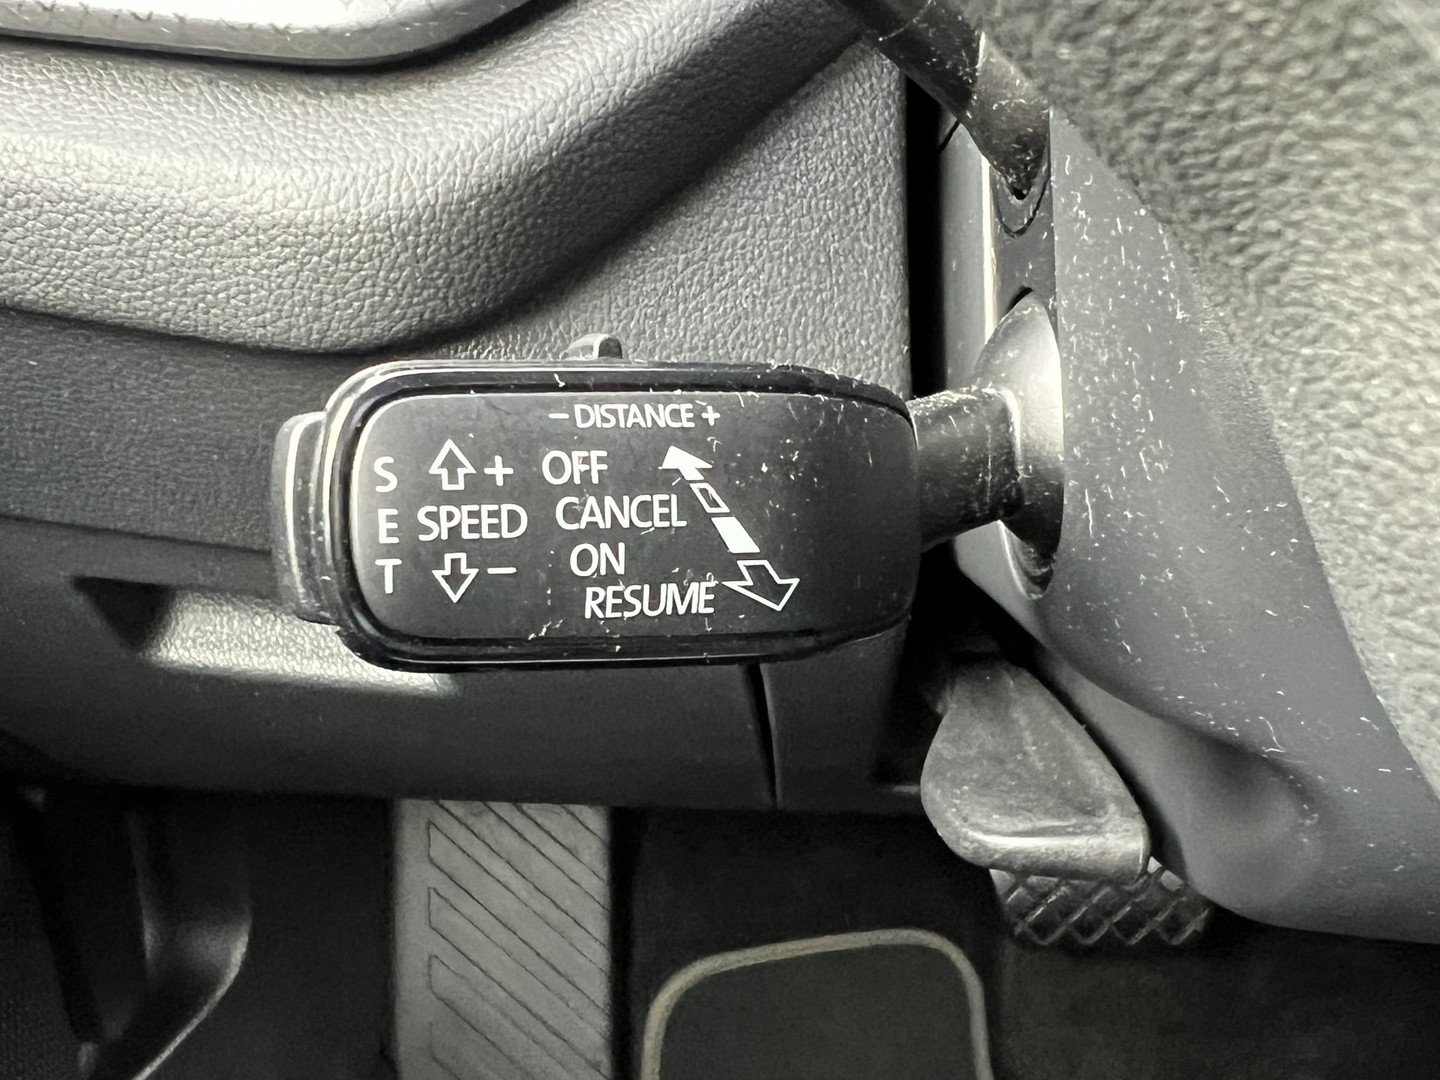 - DISTANCE +
S + OFF
E SPEED CANCEL
T - ON
RESUME